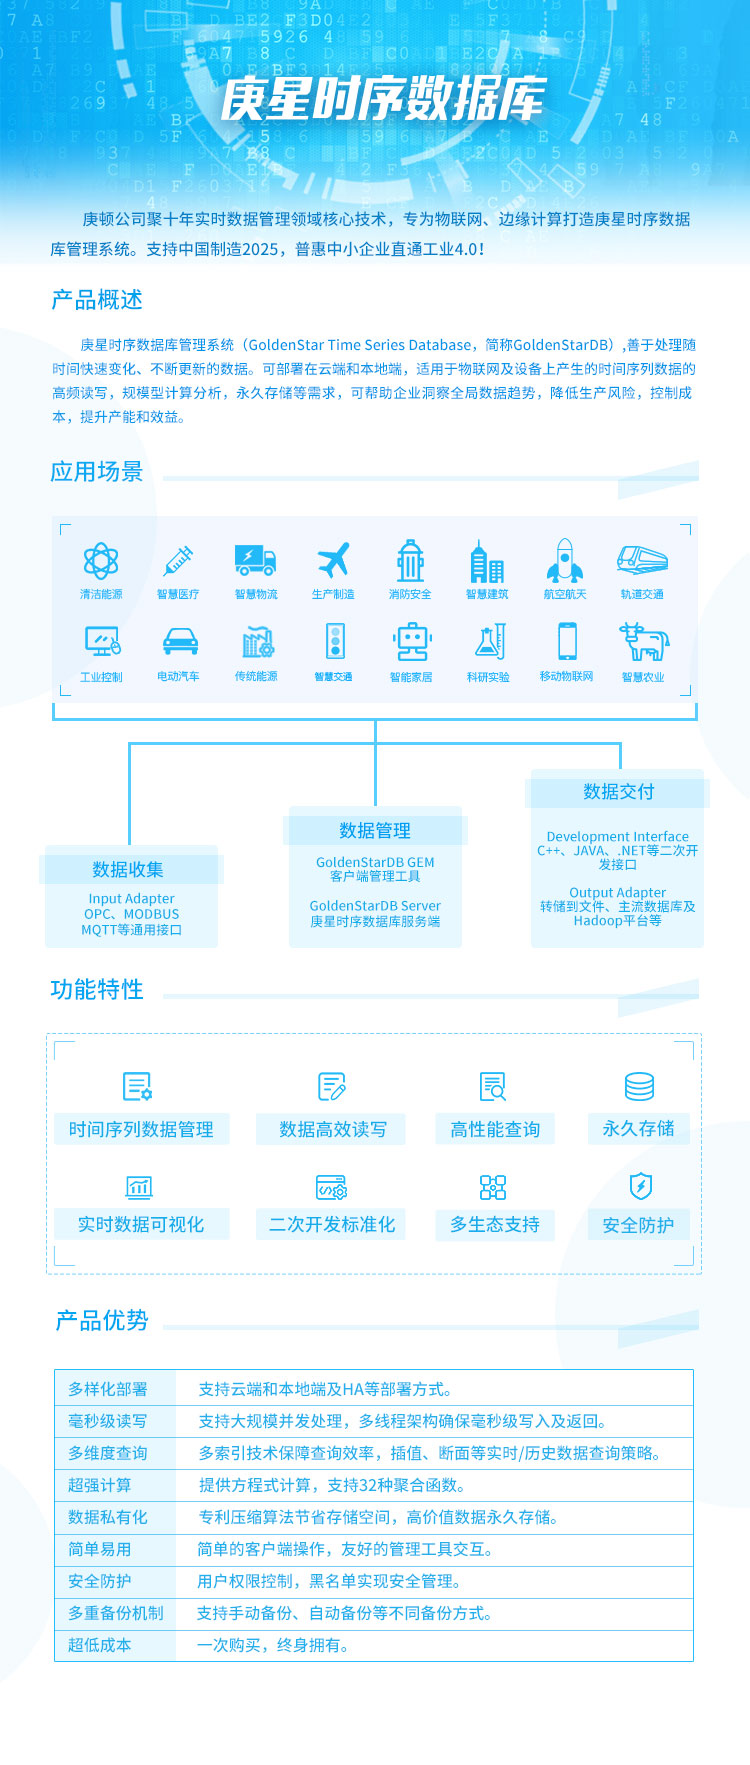 庚星时序数据库
庚顿公司聚十年实时数据管理领域核心技术，专为物联网、边缘计算打造庚星时序数据
库管理系统。支持中国制造2025，普惠中小企业直通工业4.0！
产品概述
庚星时序数据库管理系统（GoldenStar Time Series Database，简称GoldenStarDB）,善于处理随
时间快速变化、不断更新的数据。可部署在云端和本地端，适用于物联网及设备上产生的时间序列数据的
高频读写，规模型计算分析，永久存储等需求，可帮助企业洞察全局数据趋势，降低生产风险，控制成
本，提升产能和效益。
应用场景
清洁能源 智慧医疗 智慧物流 生产制造 消防安全 智慧建筑 航空航天 轨道交通
工业控制 电动汽车 传统能源 智慧交通 智能家居 科研实验 移动物联网 智慧农业
数据收集
Input Adapter
OPC、MODBUS
MQTT等通用接口
数据管理
GoldenStarDB GEM
客户端管理工具
GoldenStarDB Server
庚星时序数据库服务端
数据交付
Development Interface
C++、JAVA、.NET等二次开
发接口
Output Adapter
转储到文件、主流数据库及
Hadoop平台等
功能特性
时间序列数据管理 数据高效读写 高性能查询 永久存储
实时数据可视化 二次开发标准化 多生态支持 安全防护
产品优势
多样化部署 支持云端和本地端及HA等部署方式。
毫秒级读写 支持大规模并发处理，多线程架构确保毫秒级写入及返回。
多维度查询 多索引技术保障查询效率，插值、断面等实时/历史数据查询策略。
超强计算 提供方程式计算，支持32种聚合函数。
数据私有化 专利压缩算法节省存储空间，高价值数据永久存储。
简单易用 简单的客户端操作，友好的管理工具交互。
安全防护 用户权限控制，黑名单实现安全管理。
多重备份机制 支持手动备份、自动备份等不同备份方式。
超低成本 一次购买，终身拥有。